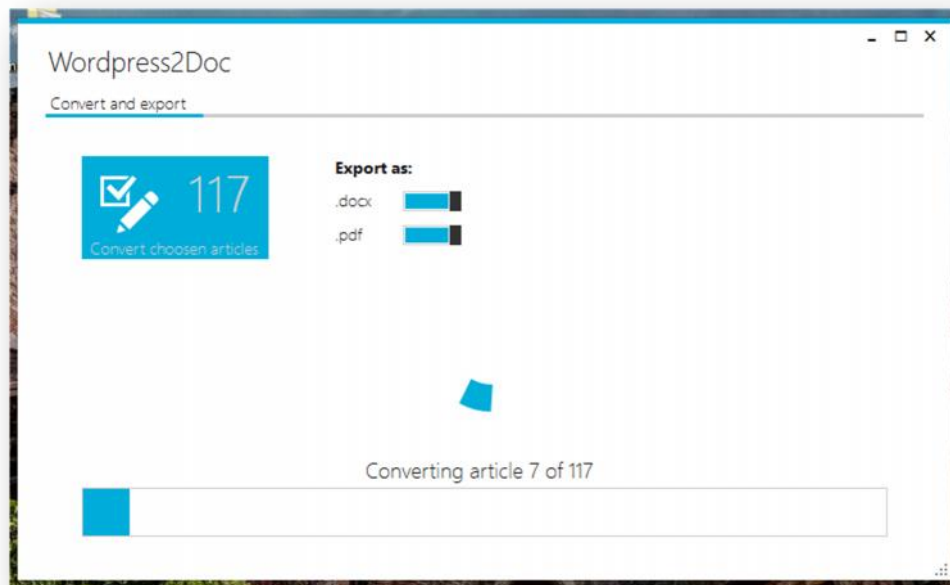 Wordpress2Doc
Convert and export
117
Convert choosen articles
Export as:
.docx
.pdf
Converting article 7 of 117